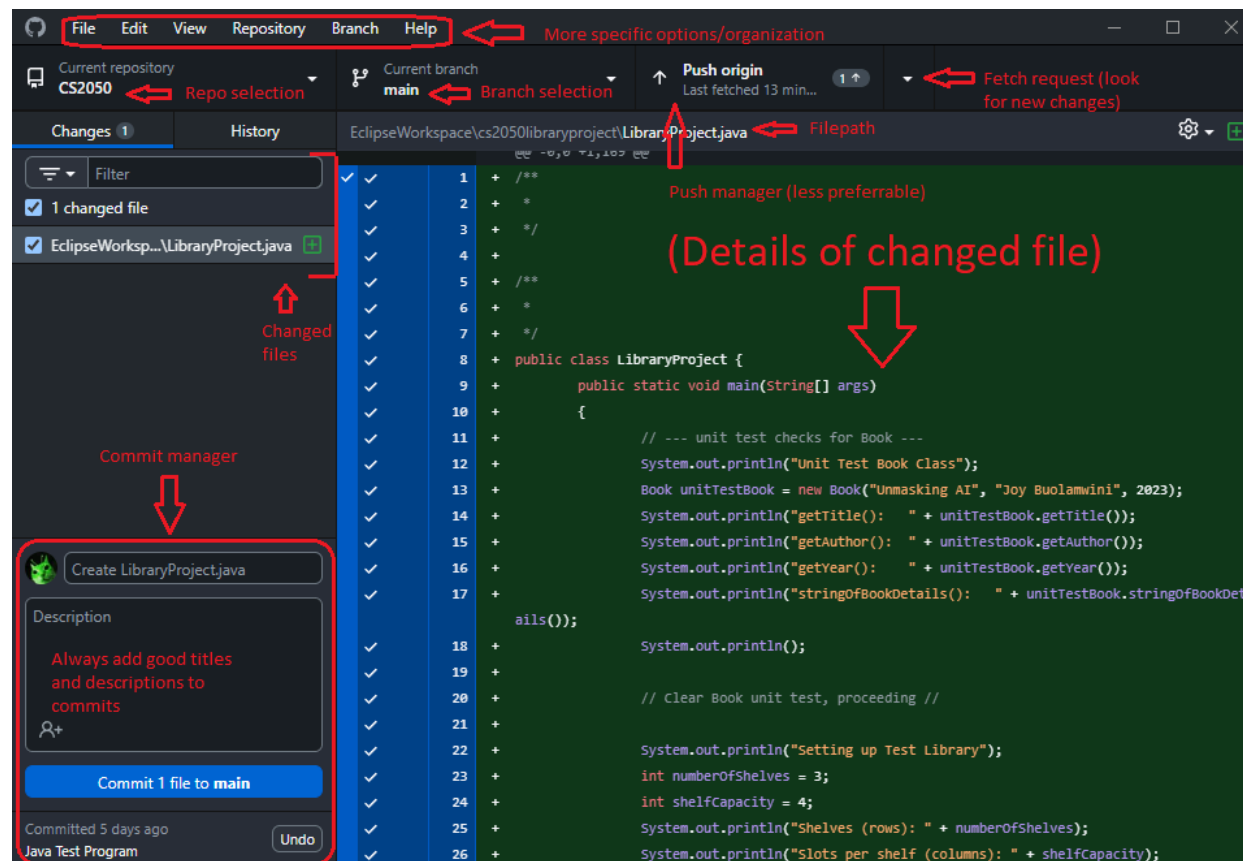 File Edit View Repository Branch Help
More specific options/organization
Current repository
CS2050
Repo selection
Current branch
main
Branch selection
Push origin
Last fetched 13 min...
1
Fetch request (look
for new changes)
Changes 1
History
EclipseWorkspace\cs2050libraryproject\LibraryProject.java
Filepath
Filter
1 changed file
EclipseWorksp...\LibraryProject.java
Changed
files
Push manager (less preferrable)
(Details of changed file)
@@ -0,0 +1,169 @@
1 + /**
2 + *
3 + */
4 +
5 + /**
6 + *
7 + */
8 + public class LibraryProject {
9 + public static void main(String[] args)
10 + {
11 + // --- unit test checks for Book ---
12 + System.out.println("Unit Test Book Class");
13 + Book unitTestBook = new Book("Unmasking AI", "Joy Buolamwini", 2023);
14 + System.out.println("getTitle():   " + unitTestBook.getTitle());
15 + System.out.println("getAuthor():  " + unitTestBook.getAuthor());
16 + System.out.println("getYear():    " + unitTestBook.getYear());
17 + System.out.println("stringOfBookDetails():   " + unitTestBook.stringOfBookDet
ails());
18 + System.out.println();
19 +
20 + // Clear Book unit test, proceeding //
21 +
22 + System.out.println("Setting up Test Library");
23 + int numberOfShelves = 3;
24 + int shelfCapacity = 4;
25 + System.out.println("Shelves (rows): " + numberOfShelves);
26 + System.out.println("Slots per shelf (columns): " + shelfCapacity);
Commit manager
Create LibraryProject.java
Description
Always add good titles
and descriptions to
commits
Commit 1 file to main
Committed 5 days ago
Java Test Program
Undo